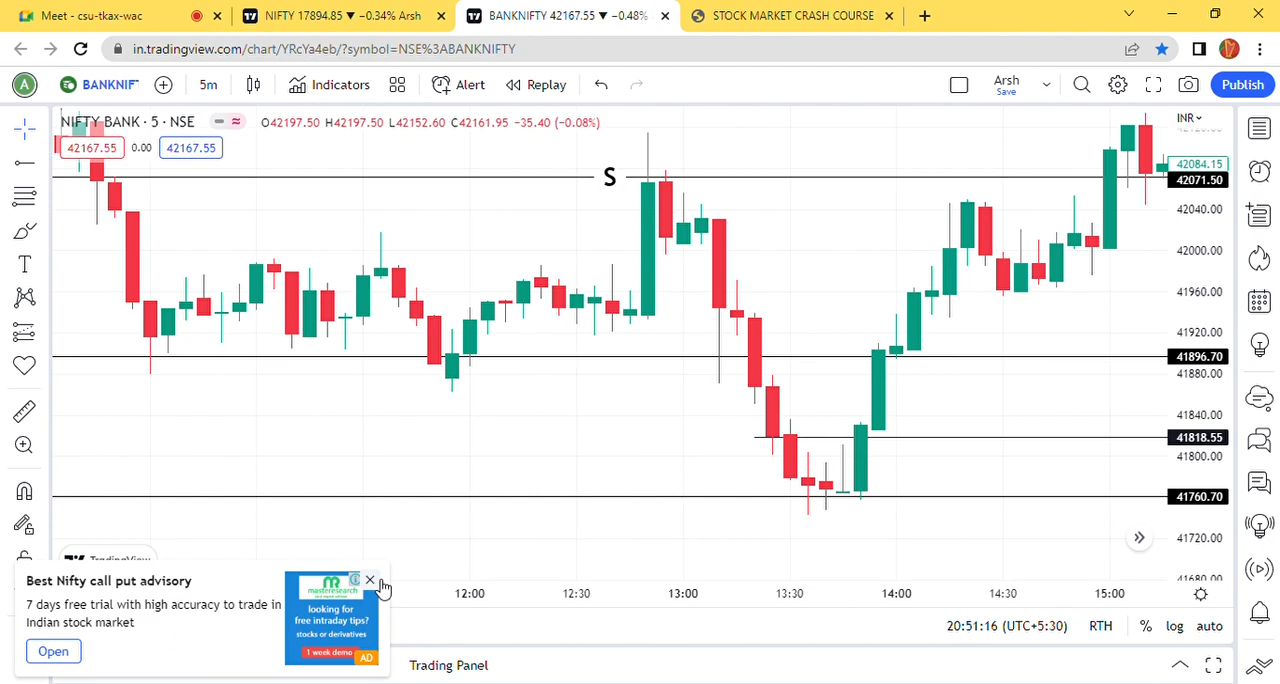 Meet - csu-tkax-wac
NIFTY 17894.85 ▼ −0.34% Arsh
BANKNIFTY 42167.55 ▼ −0.48%
STOCK MARKET CRASH COURSE
in.tradingview.com/chart/YRcYa4eb/?symbol=NSE%3ABANKNIFTY
A
BANKNIF
5m
Indicators
Alert
Replay
Arsh
Save
Publish
NIFTY BANK · 5 · NSE
O42197.50 H42197.50 L42152.60 C42161.95 −35.40 (−0.08%)
INR
42167.55 0.00 42167.55
S
42084.15
42071.50
42040.00
42000.00
41960.00
41920.00
41896.70
41880.00
41840.00
41818.55
41800.00
41760.70
41720.00
41680.00
TradingView
12:00 12:30 13:00 13:30 14:00 14:30 15:00
Best Nifty call put advisory
7 days free trial with high accuracy to trade in
Indian stock market
Open
masteresearch
looking for
free intraday tips?
stocks or derivatives
1 week demo
AD
20:51:16 (UTC+5:30) RTH % log auto
Trading Panel